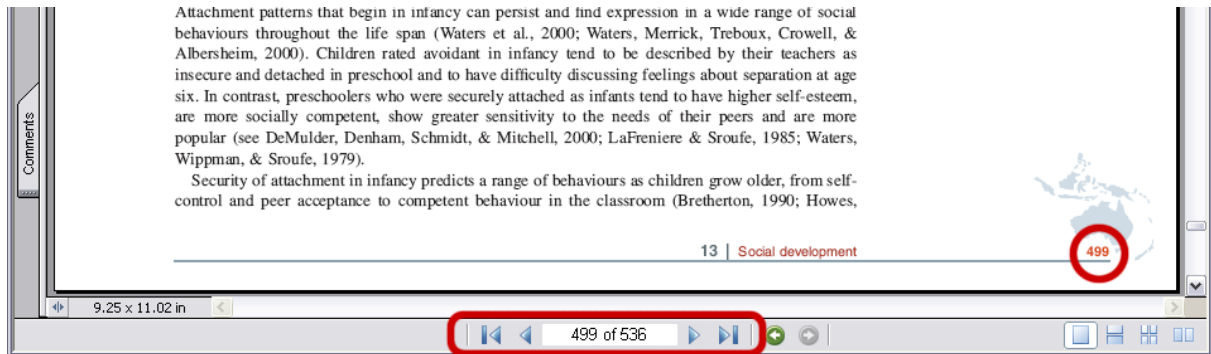 Attachment patterns that begin in infancy can persist and find expression in a wide range of social
behaviours throughout the life span (Waters et al., 2000; Waters, Merrick, Treboux, Crowell, &
Albersheim, 2000). Children rated avoidant in infancy tend to be described by their teachers as
insecure and detached in preschool and to have difficulty discussing feelings about separation at age
six. In contrast, preschoolers who were securely attached as infants tend to have higher self-esteem,
are more socially competent, show greater sensitivity to the needs of their peers and are more
popular (see DeMulder, Denham, Schmidt, & Mitchell, 2000; LaFreniere & Sroufe, 1985; Waters,
Wippman, & Sroufe, 1979).
Security of attachment in infancy predicts a range of behaviours as children grow older, from self-
control and peer acceptance to competent behaviour in the classroom (Bretherton, 1990; Howes,
Comments
13 | Social development 499
9.25 x 11.02 in
499 of 536